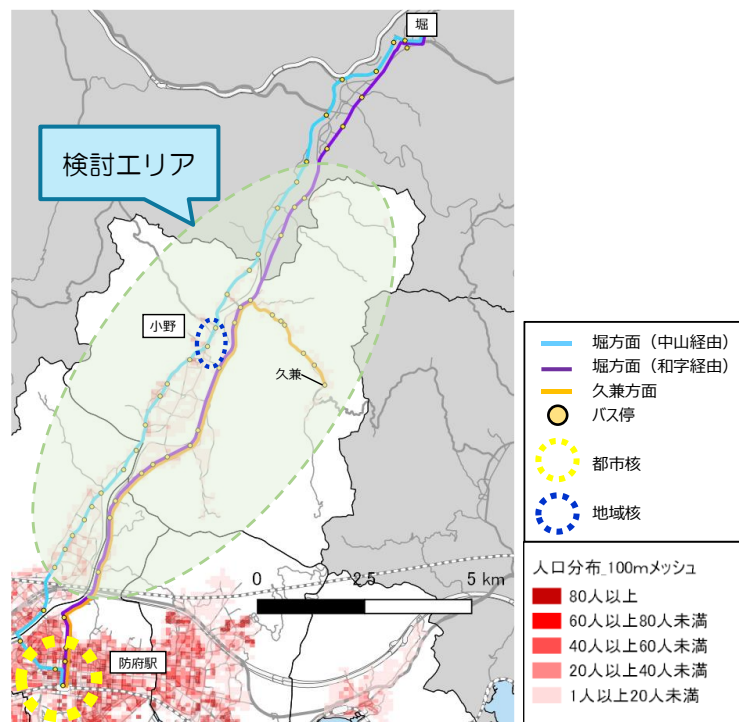 堀
検討エリア
小野
久兼
0 2.5 5 km
防府駅
堀方面（中山経由）
堀方面（和字経由）
久兼方面
バス停
都市核
地域核
人口分布_100mメッシュ
80人以上
60人以上80人未満
40人以上60人未満
20人以上40人未満
1人以上20人未満